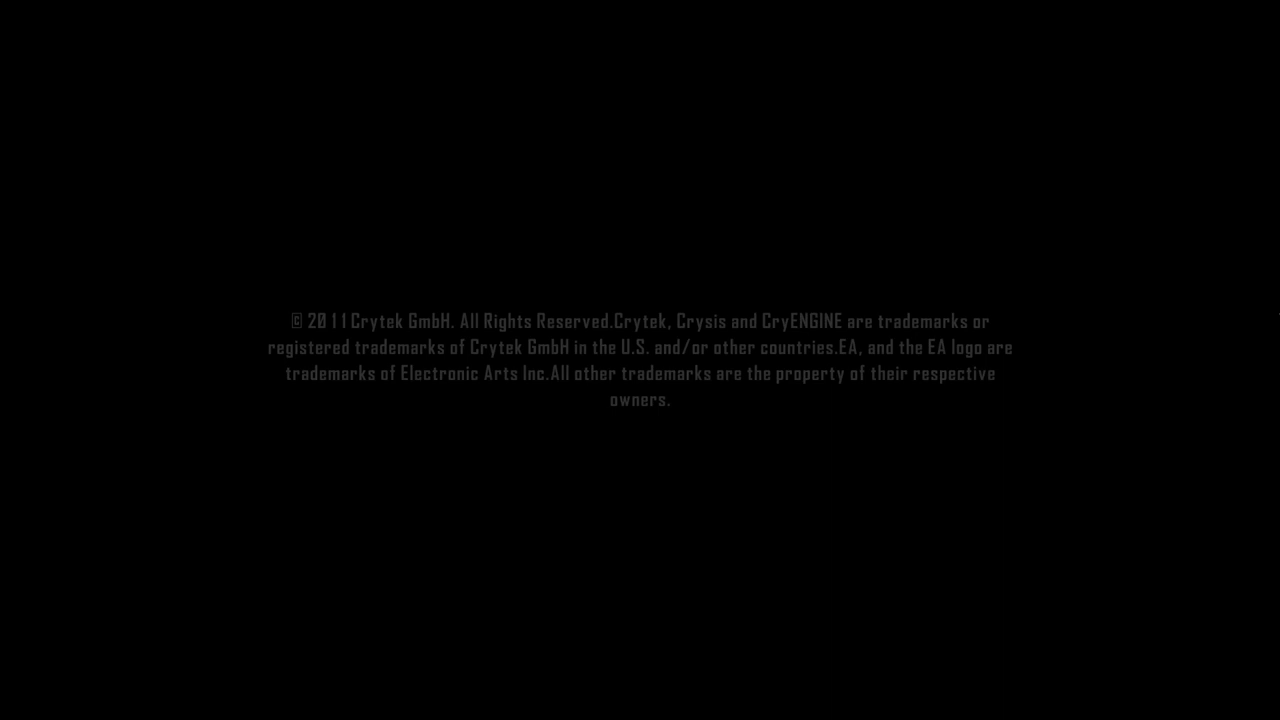 © 2011 Crytek GmbH. All Rights Reserved.Crytek, Crysis and CryENGINE are trademarks or
registered trademarks of Crytek GmbH in the U.S. and/or other countries.EA, and the EA logo are
trademarks of Electronic Arts Inc.All other trademarks are the property of their respective
owners.